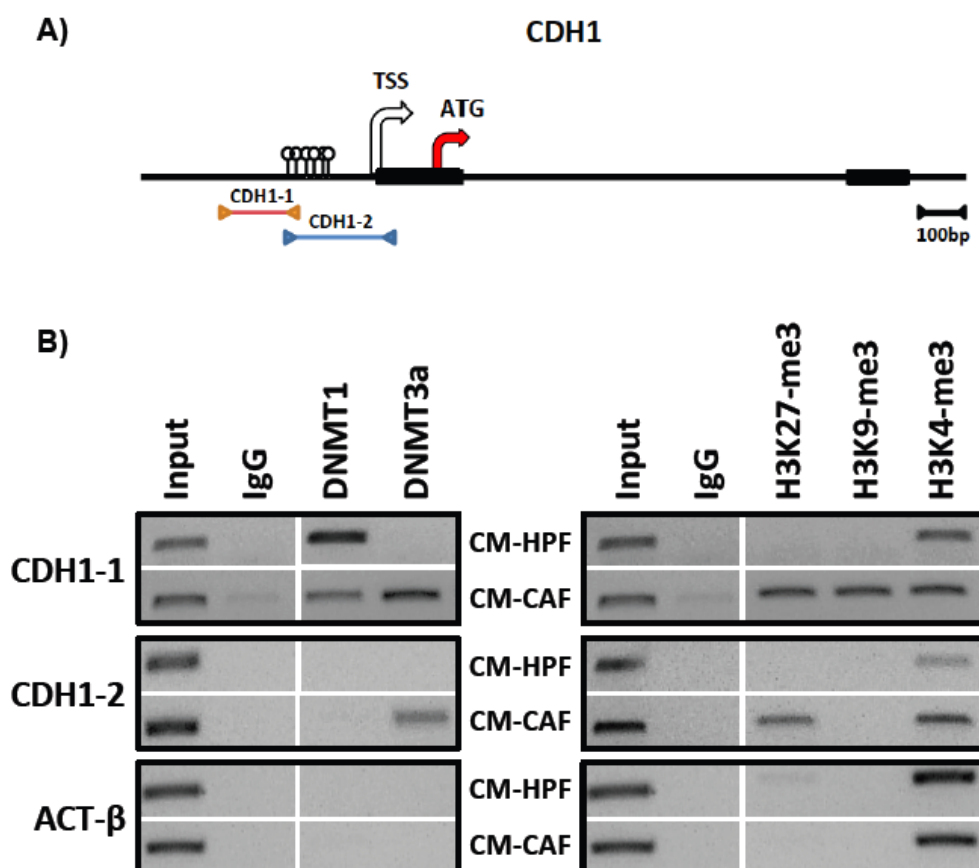 A)
CDH1
TSS
ATG
CDH1-1
CDH1-2
100bp
B)
Input IgG DNMT1 DNMT3a Input IgG H3K27-me3 H3K9-me3 H3K4-me3
CDH1-1
CM-HPF
CM-CAF
CDH1-2
CM-HPF
CM-CAF
ACT-β
CM-HPF
CM-CAF